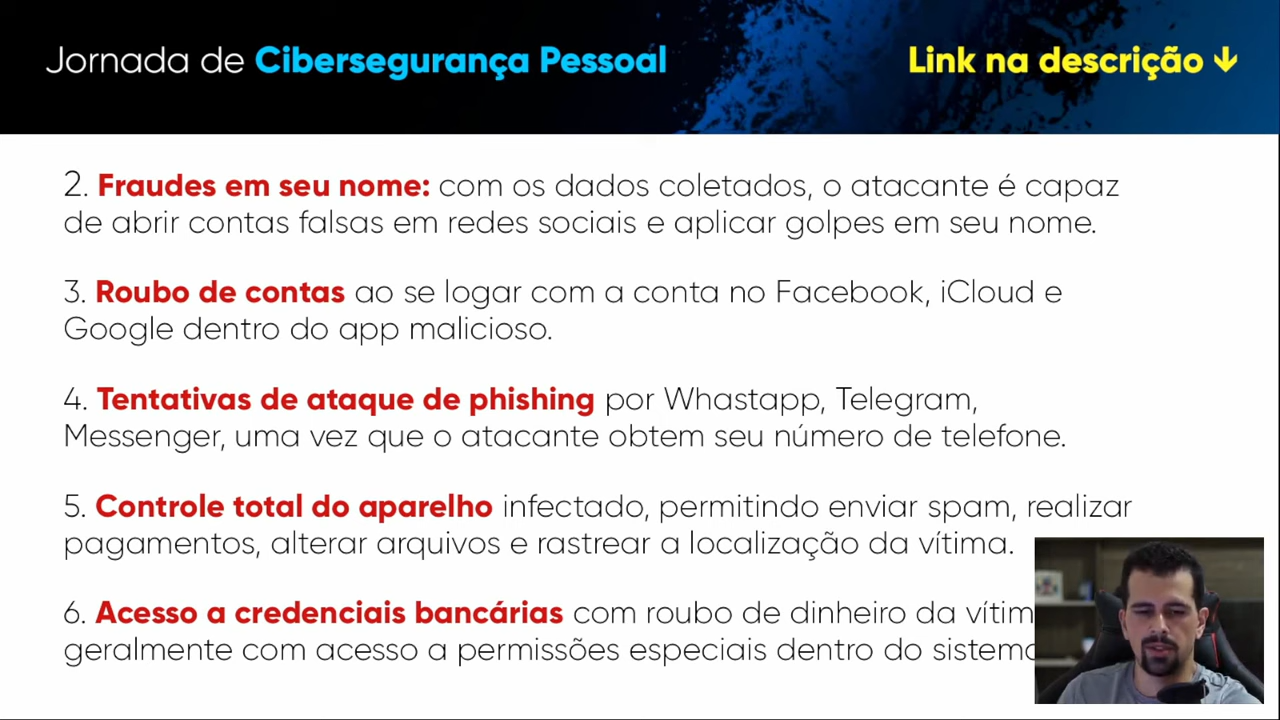 Jornada de Cibersegurança Pessoal
Link na descrição ↓
2. Fraudes em seu nome: com os dados coletados, o atacante é capaz
de abrir contas falsas em redes sociais e aplicar golpes em seu nome.
3. Roubo de contas ao se logar com a conta no Facebook, iCloud e
Google dentro do app malicioso.
4. Tentativas de ataque de phishing por Whastapp, Telegram,
Messenger, uma vez que o atacante obtem seu número de telefone.
5. Controle total do aparelho infectado, permitindo enviar spam, realizar
pagamentos, alterar arquivos e rastrear a localização da vítima.
6. Acesso a credenciais bancárias com roubo de dinheiro da
geralmente com acesso a permissões especiais dentro do